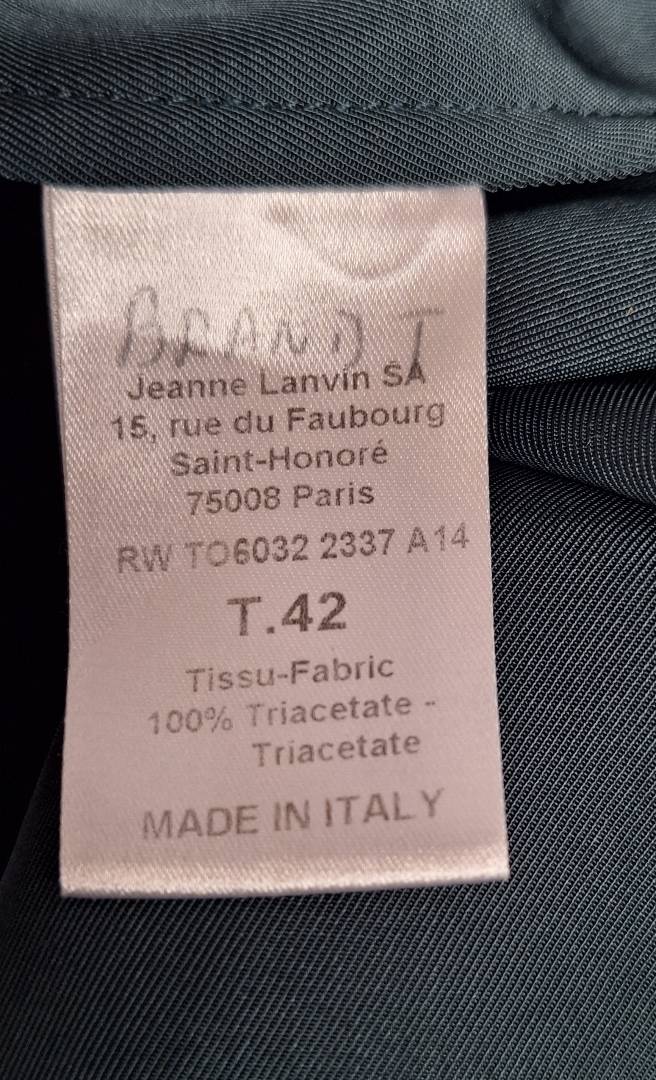 BRANDT
Jeanne Lanvin SA
15, rue du Faubourg
Saint-Honoré
75008 Paris
RW TO6032 2337 A14
T.42
Tissu-Fabric
100% Triacetate -
Triacetate
MADE IN ITALY